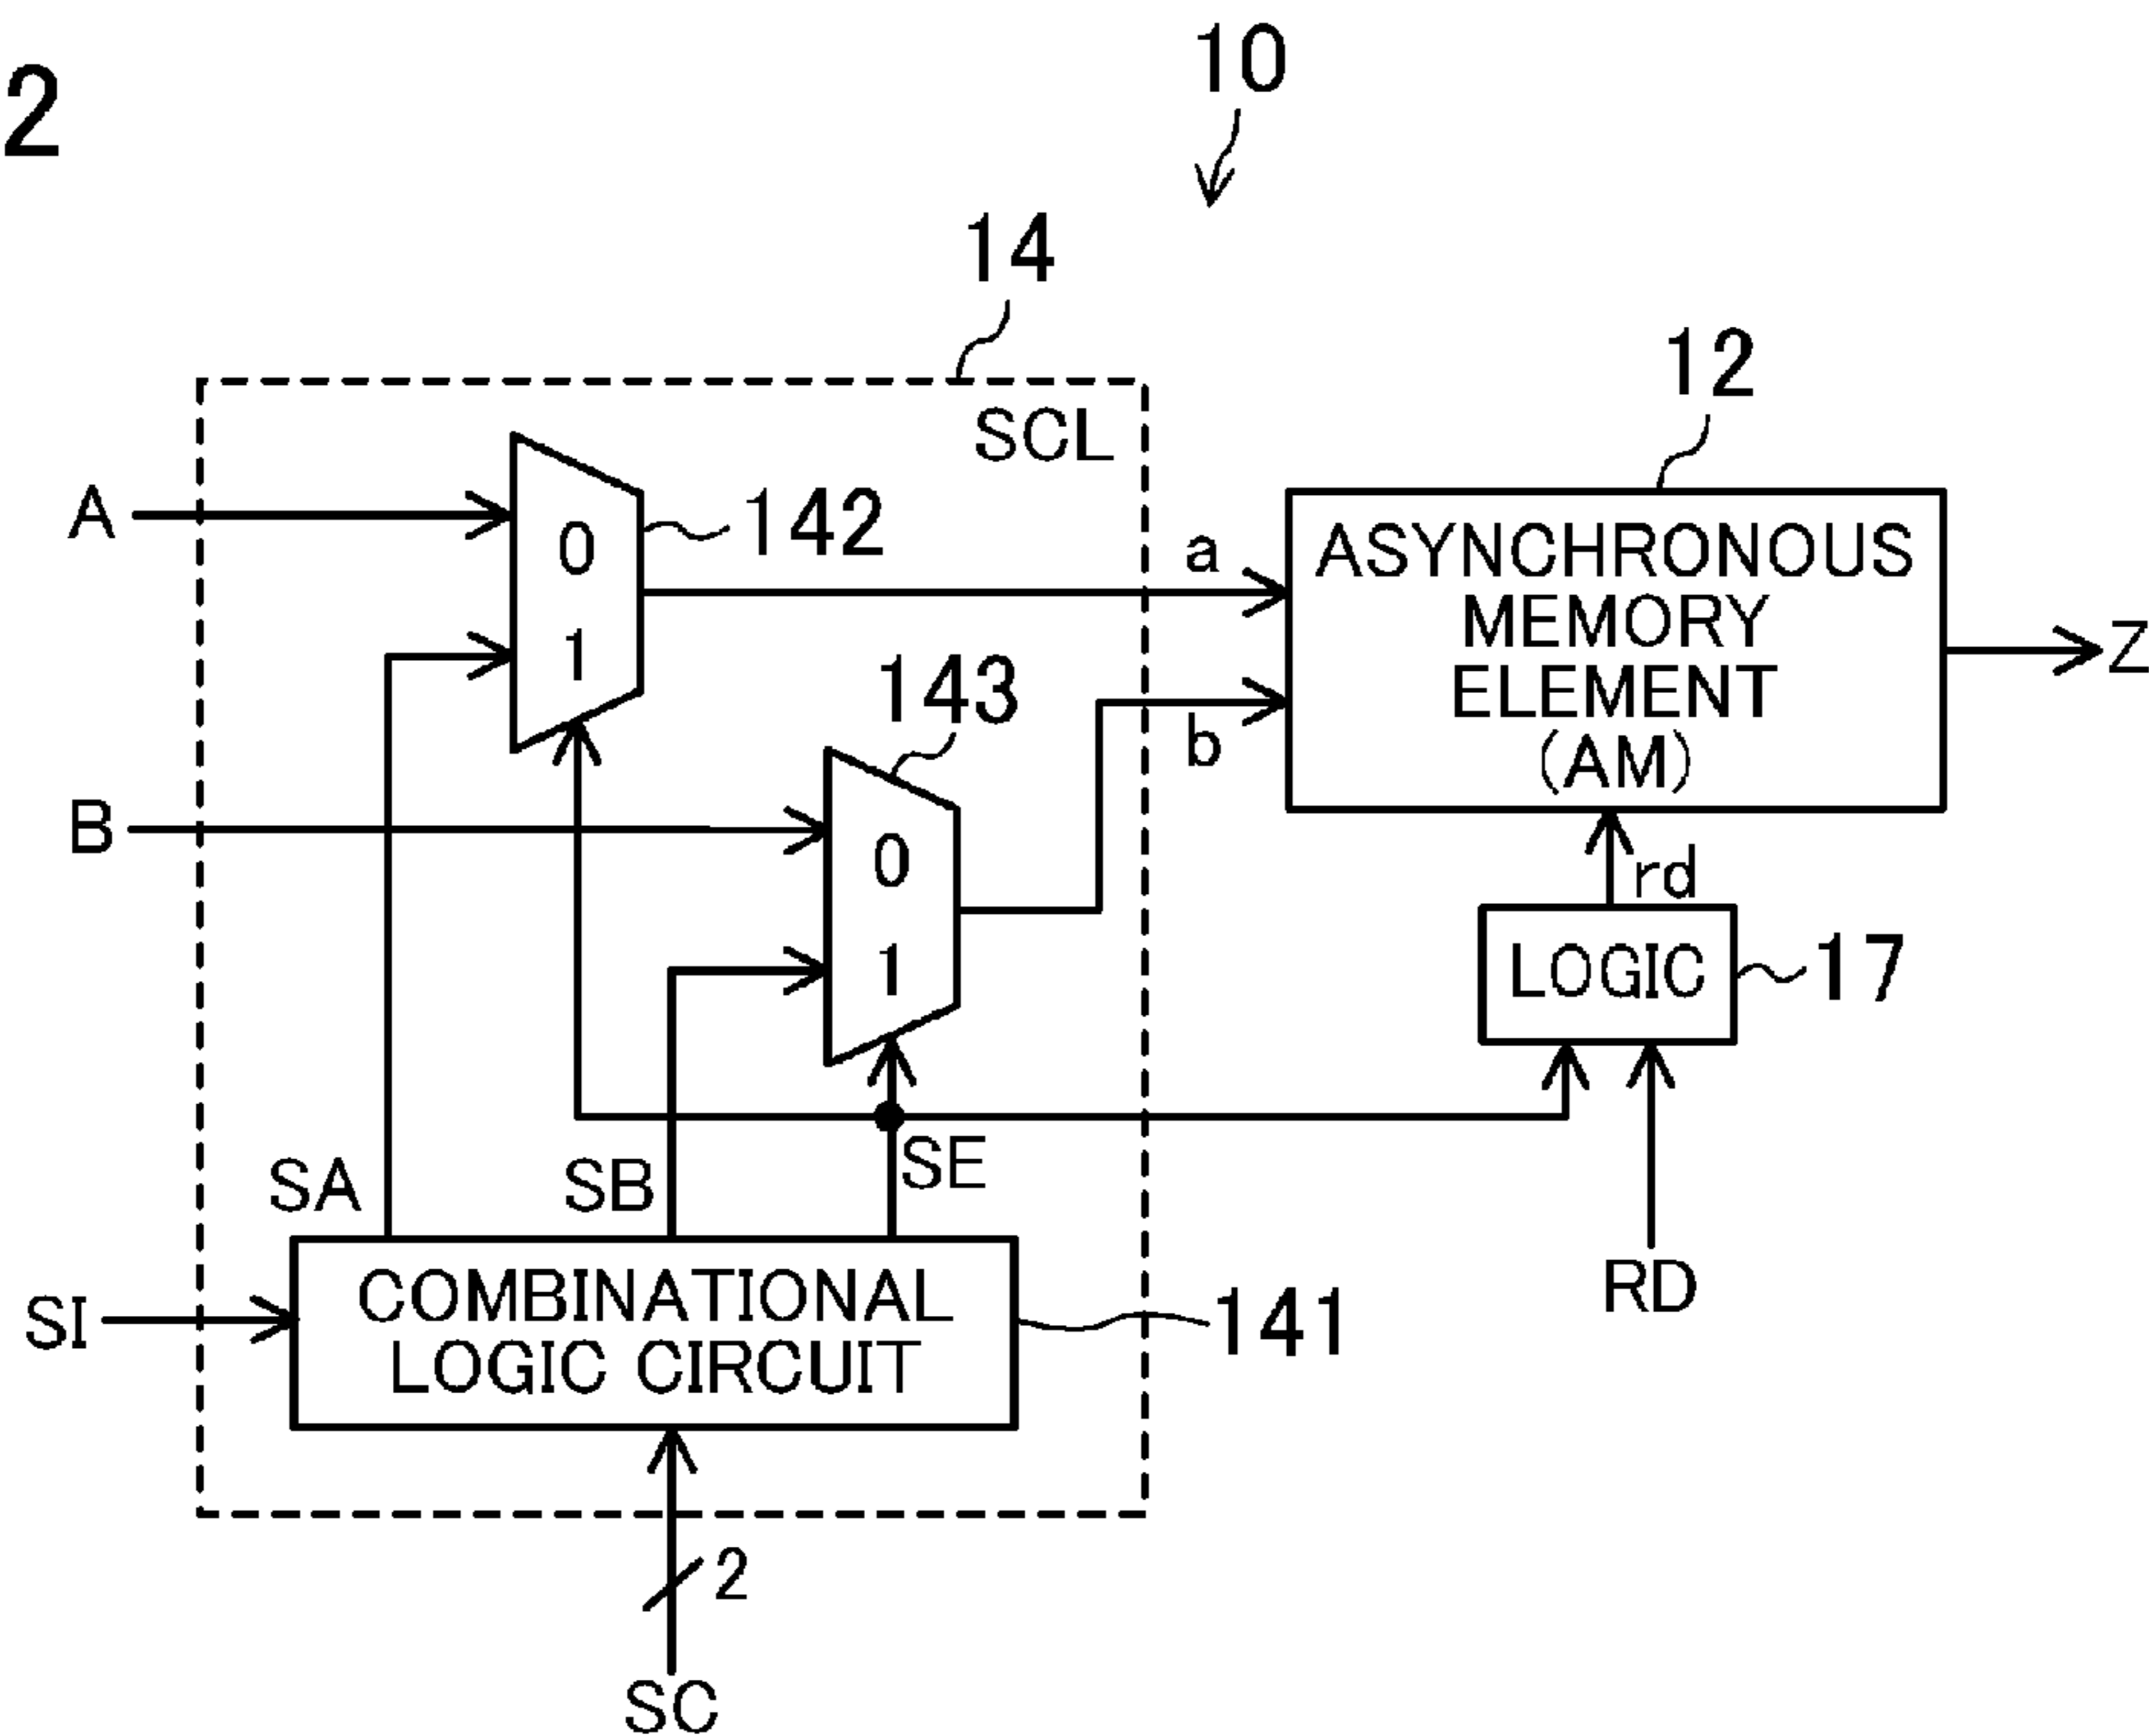 2
10
14
12
SCL
A
0
142
a
ASYNCHRONOUS
MEMORY
ELEMENT
(AM)
Z
1
143
b
B
0
rd
1
LOGIC
17
SA
SB
SE
RD
SI
COMBINATIONAL
LOGIC CIRCUIT
141
2
SC